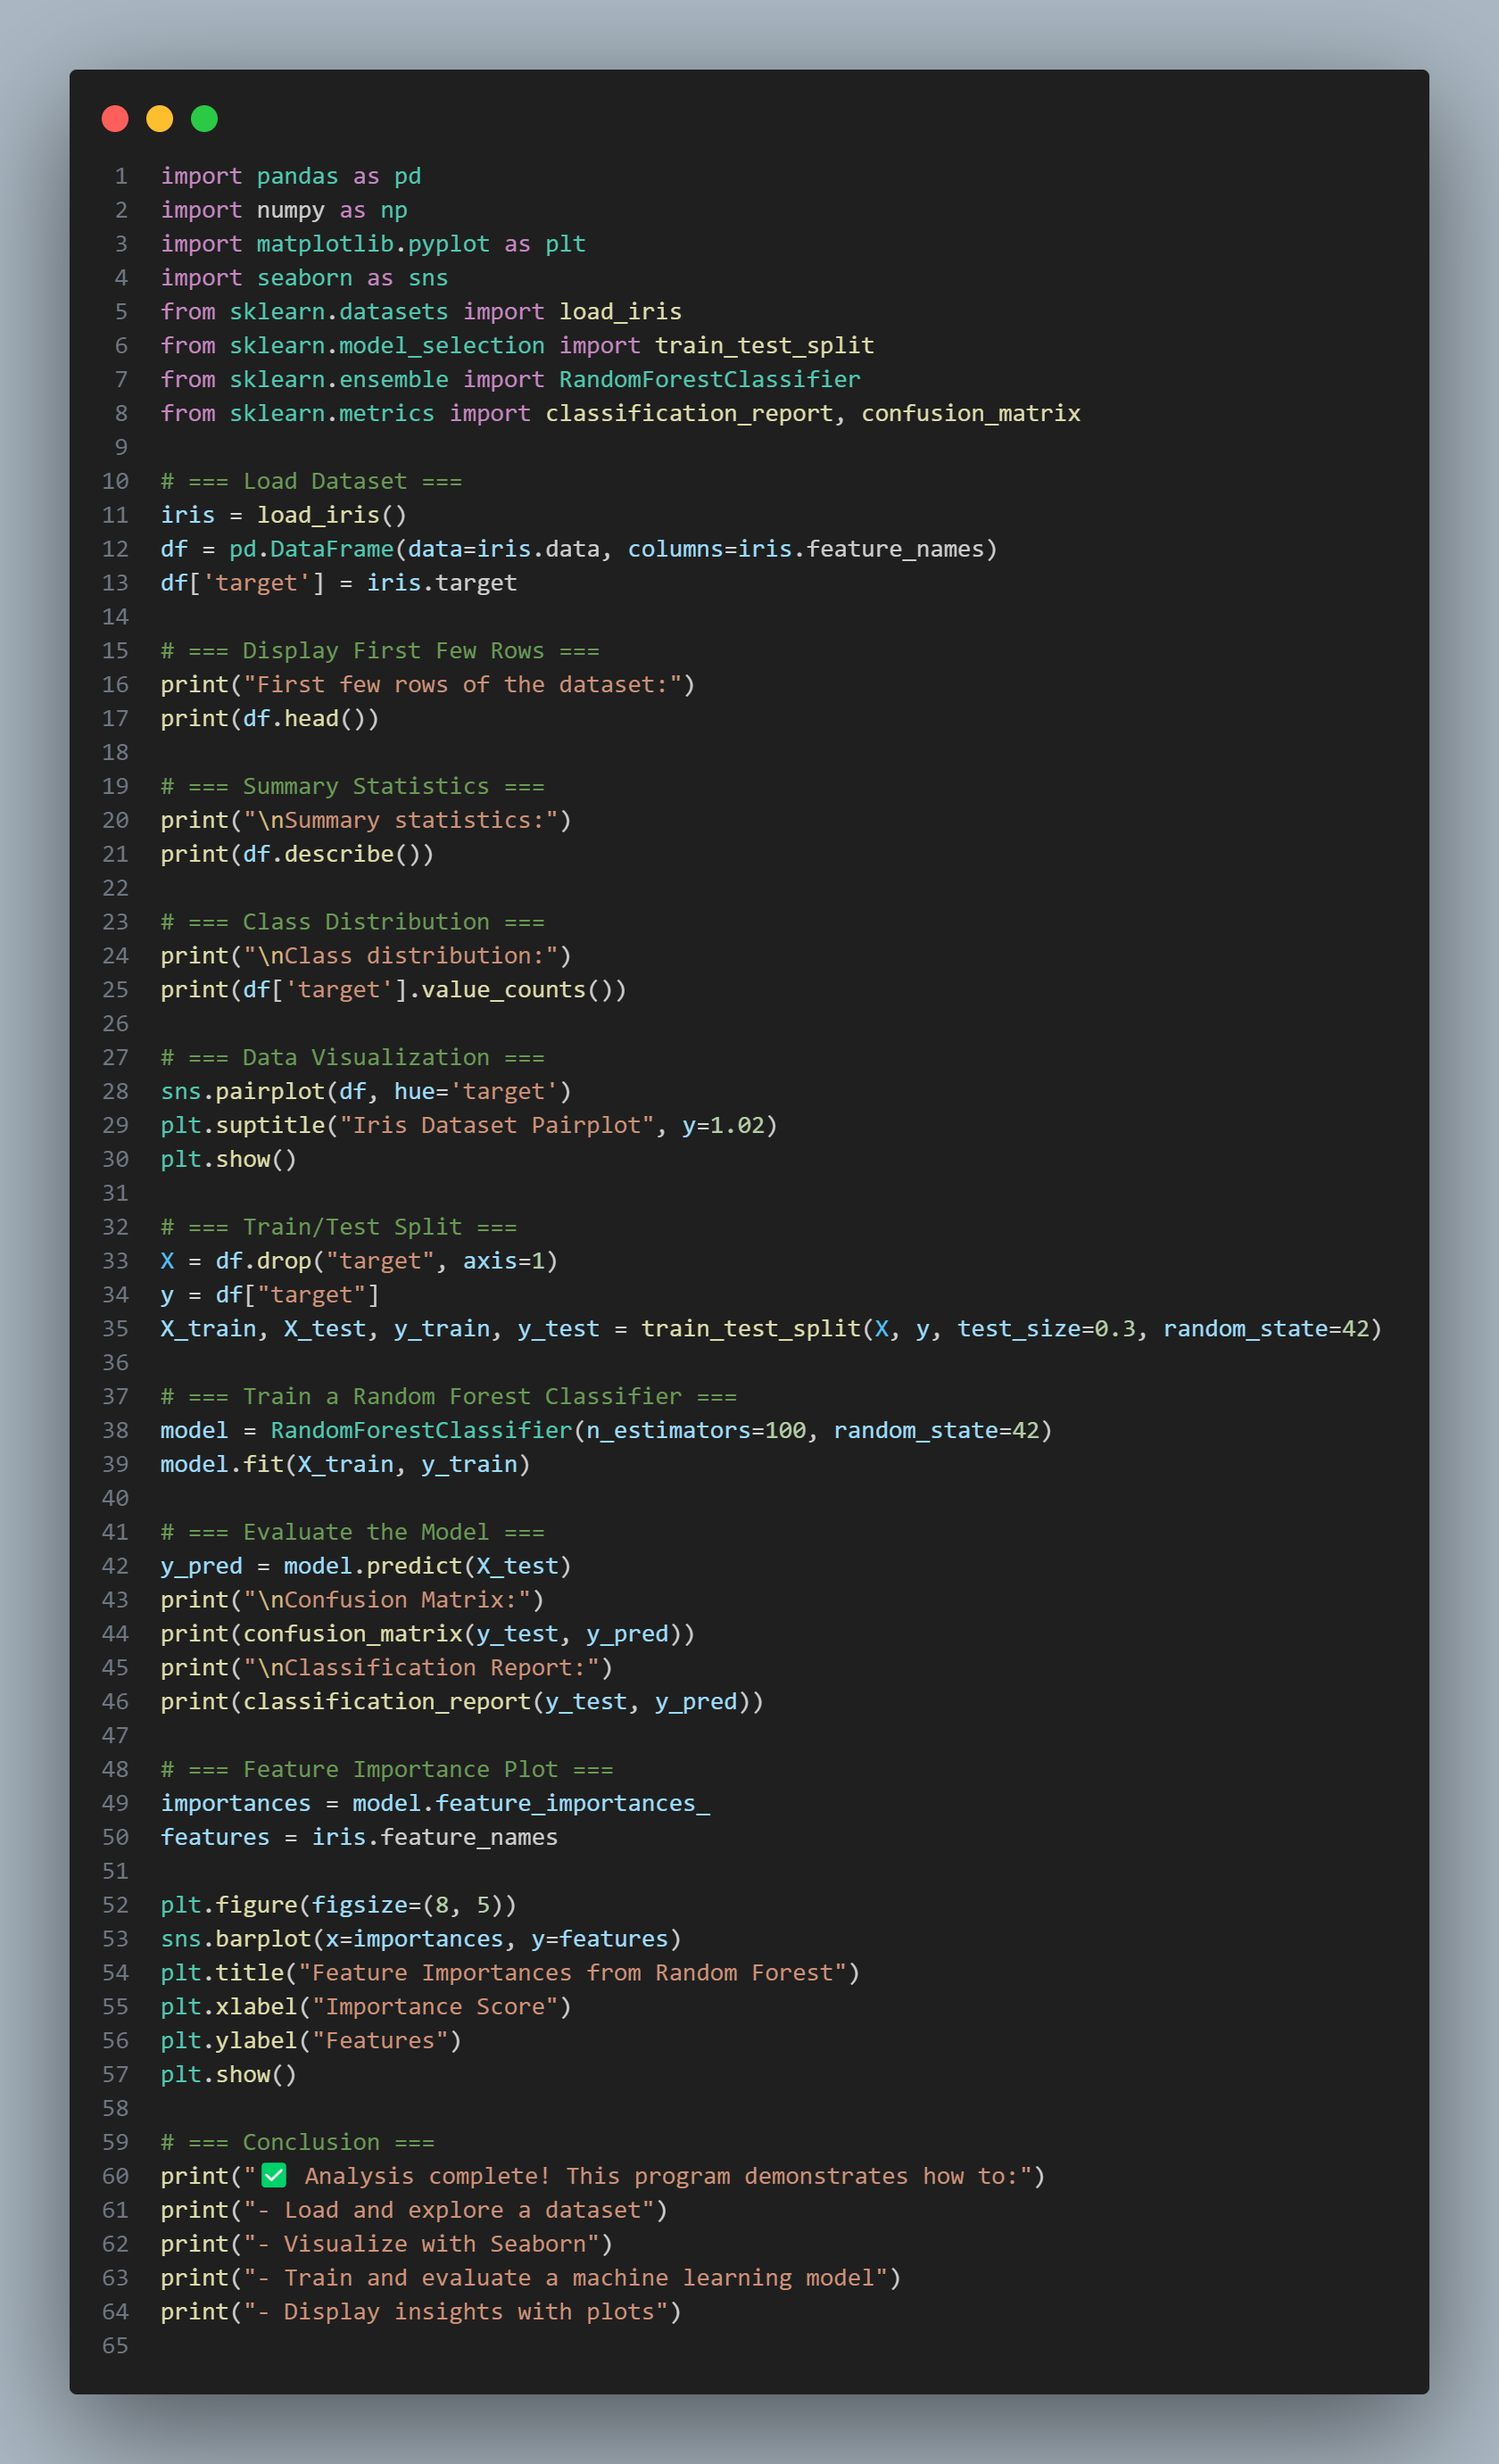 1 import pandas as pd
2 import numpy as np
3 import matplotlib.pyplot as plt
4 import seaborn as sns
5 from sklearn.datasets import load_iris
6 from sklearn.model_selection import train_test_split
7 from sklearn.ensemble import RandomForestClassifier
8 from sklearn.metrics import classification_report, confusion_matrix
9
10 # === Load Dataset ===
11 iris = load_iris()
12 df = pd.DataFrame(data=iris.data, columns=iris.feature_names)
13 df['target'] = iris.target
14
15 # === Display First Few Rows ===
16 print("First few rows of the dataset:")
17 print(df.head())
18
19 # === Summary Statistics ===
20 print("\nSummary statistics:")
21 print(df.describe())
22
23 # === Class Distribution ===
24 print("\nClass distribution:")
25 print(df['target'].value_counts())
26
27 # === Data Visualization ===
28 sns.pairplot(df, hue='target')
29 plt.suptitle("Iris Dataset Pairplot", y=1.02)
30 plt.show()
31
32 # === Train/Test Split ===
33 X = df.drop("target", axis=1)
34 y = df["target"]
35 X_train, X_test, y_train, y_test = train_test_split(X, y, test_size=0.3, random_state=42)
36
37 # === Train a Random Forest Classifier ===
38 model = RandomForestClassifier(n_estimators=100, random_state=42)
39 model.fit(X_train, y_train)
40
41 # === Evaluate the Model ===
42 y_pred = model.predict(X_test)
43 print("\nConfusion Matrix:")
44 print(confusion_matrix(y_test, y_pred))
45 print("\nClassification Report:")
46 print(classification_report(y_test, y_pred))
47
48 # === Feature Importance Plot ===
49 importances = model.feature_importances_
50 features = iris.feature_names
51
52 plt.figure(figsize=(8, 5))
53 sns.barplot(x=importances, y=features)
54 plt.title("Feature Importances from Random Forest")
55 plt.xlabel("Importance Score")
56 plt.ylabel("Features")
57 plt.show()
58
59 # === Conclusion ===
60 print("✅ Analysis complete! This program demonstrates how to:")
61 print("- Load and explore a dataset")
62 print("- Visualize with Seaborn")
63 print("- Train and evaluate a machine learning model")
64 print("- Display insights with plots")
65